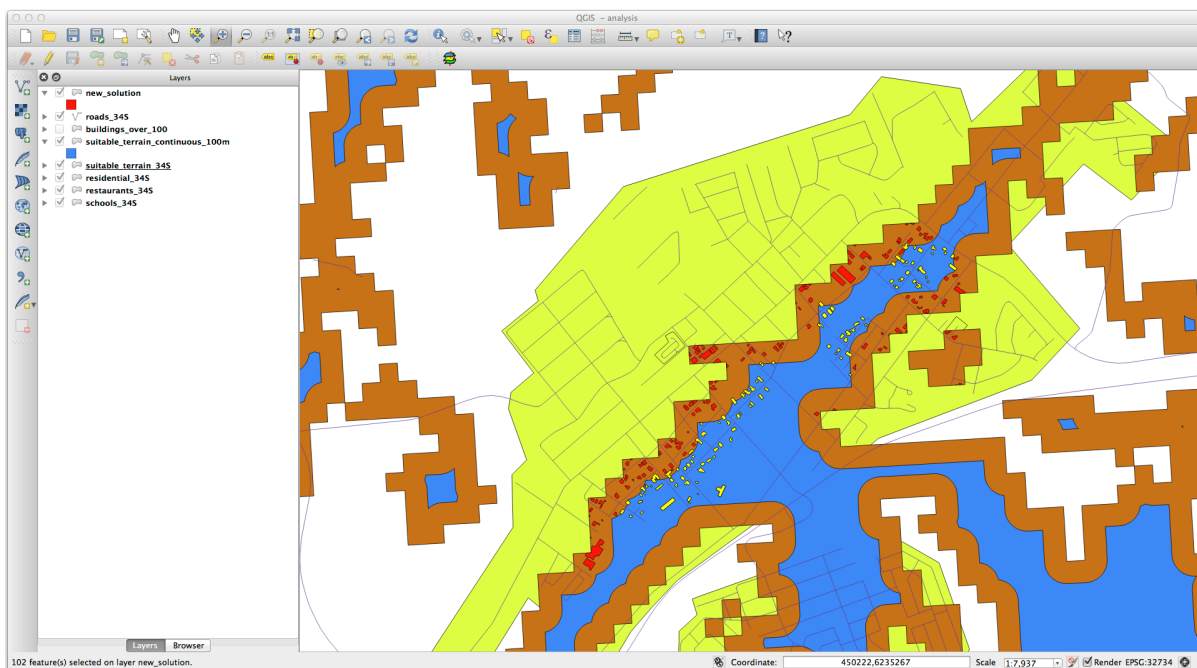 QGIS - analysis
Layers
new_solution
roads_34S
buildings_over_100
suitable_terrain_continuous_100m
suitable_terrain_34S
residential_34S
restaurants_34S
schools_34S
Layers Browser
102 feature(s) selected on layer new_solution.
Coordinate: 450222,6235267 Scale 1:7,937 Render EPSG:32734